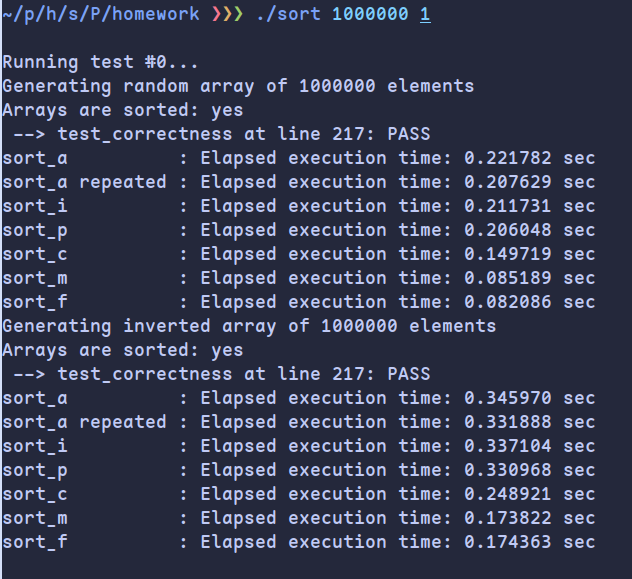 ~/p/h/s/P/homework ❯❯❯ ./sort 1000000 1
Running test #0...
Generating random array of 1000000 elements
Arrays are sorted: yes
 --> test_correctness at line 217: PASS
sort_a          : Elapsed execution time: 0.221782 sec
sort_a repeated : Elapsed execution time: 0.207629 sec
sort_i          : Elapsed execution time: 0.211731 sec
sort_p          : Elapsed execution time: 0.206048 sec
sort_c          : Elapsed execution time: 0.149719 sec
sort_m          : Elapsed execution time: 0.085189 sec
sort_f          : Elapsed execution time: 0.082086 sec
Generating inverted array of 1000000 elements
Arrays are sorted: yes
 --> test_correctness at line 217: PASS
sort_a          : Elapsed execution time: 0.345970 sec
sort_a repeated : Elapsed execution time: 0.331888 sec
sort_i          : Elapsed execution time: 0.337104 sec
sort_p          : Elapsed execution time: 0.330968 sec
sort_c          : Elapsed execution time: 0.248921 sec
sort_m          : Elapsed execution time: 0.173822 sec
sort_f          : Elapsed execution time: 0.174363 sec